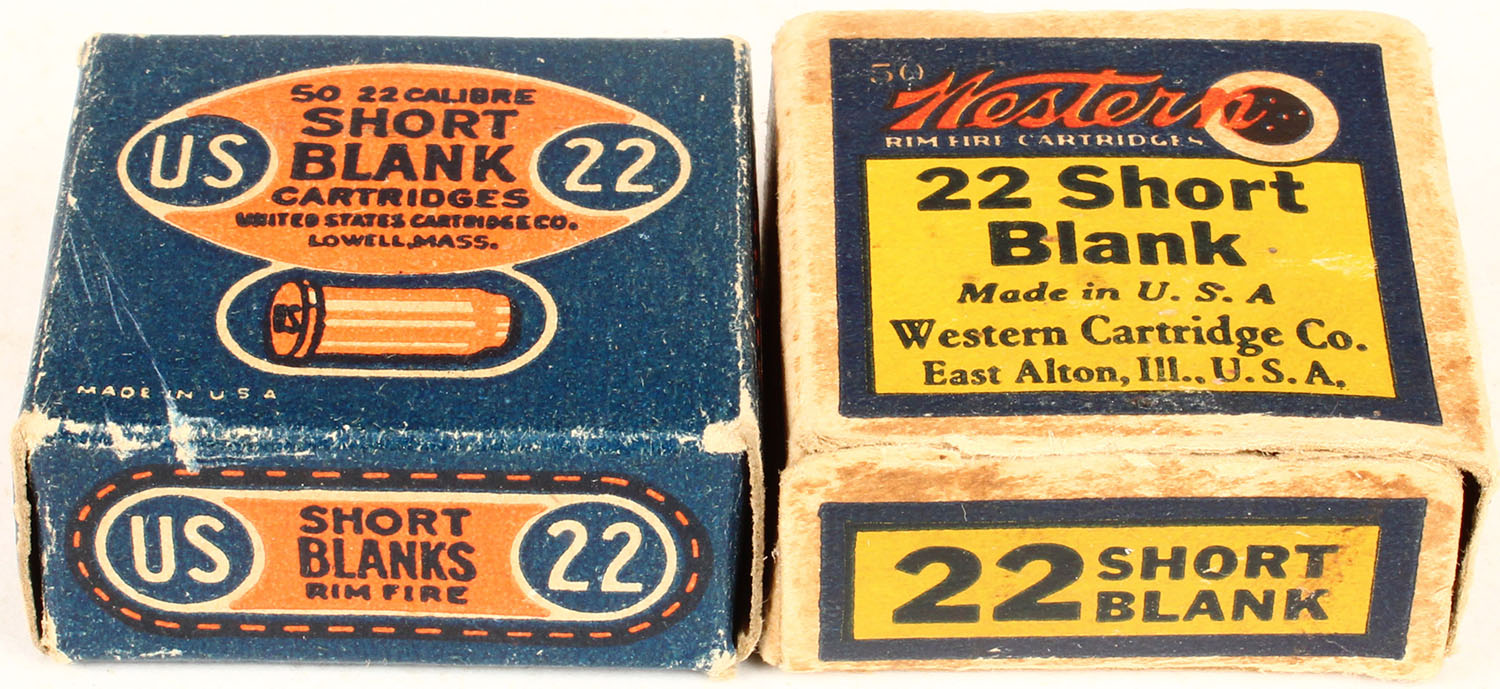 50 22 CALIBRE
SHORT
BLANK
CARTRIDGES
UNITED STATES CARTRIDGE CO.
LOWELL, MASS.
US
22
US
MADE IN USA
US
SHORT
BLANKS
RIM FIRE
22
50
Western
RIM FIRE CARTRIDGES
22 Short
Blank
Made in U. S. A
Western Cartridge Co.
East Alton, Ill., U. S. A.
22 SHORT
BLANK